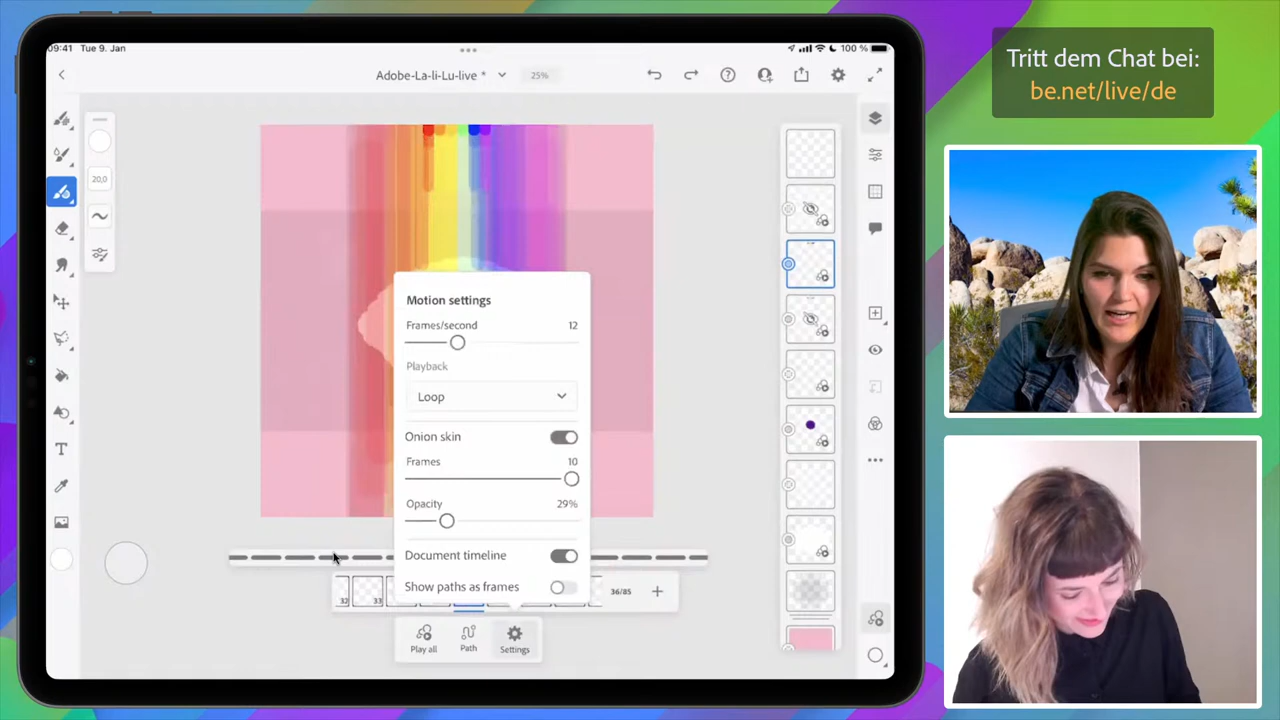 09:41 Tue 9. Jan
100 %
Adobe-La-li-Lu-live *
25%
Tritt dem Chat bei:
be.net/live/de
20,0
Motion settings
Frames/second 12
Playback
Loop
Onion skin
Frames 10
Opacity 29%
Document timeline
Show paths as frames
32
33
36/85
Play all
Path
Settings